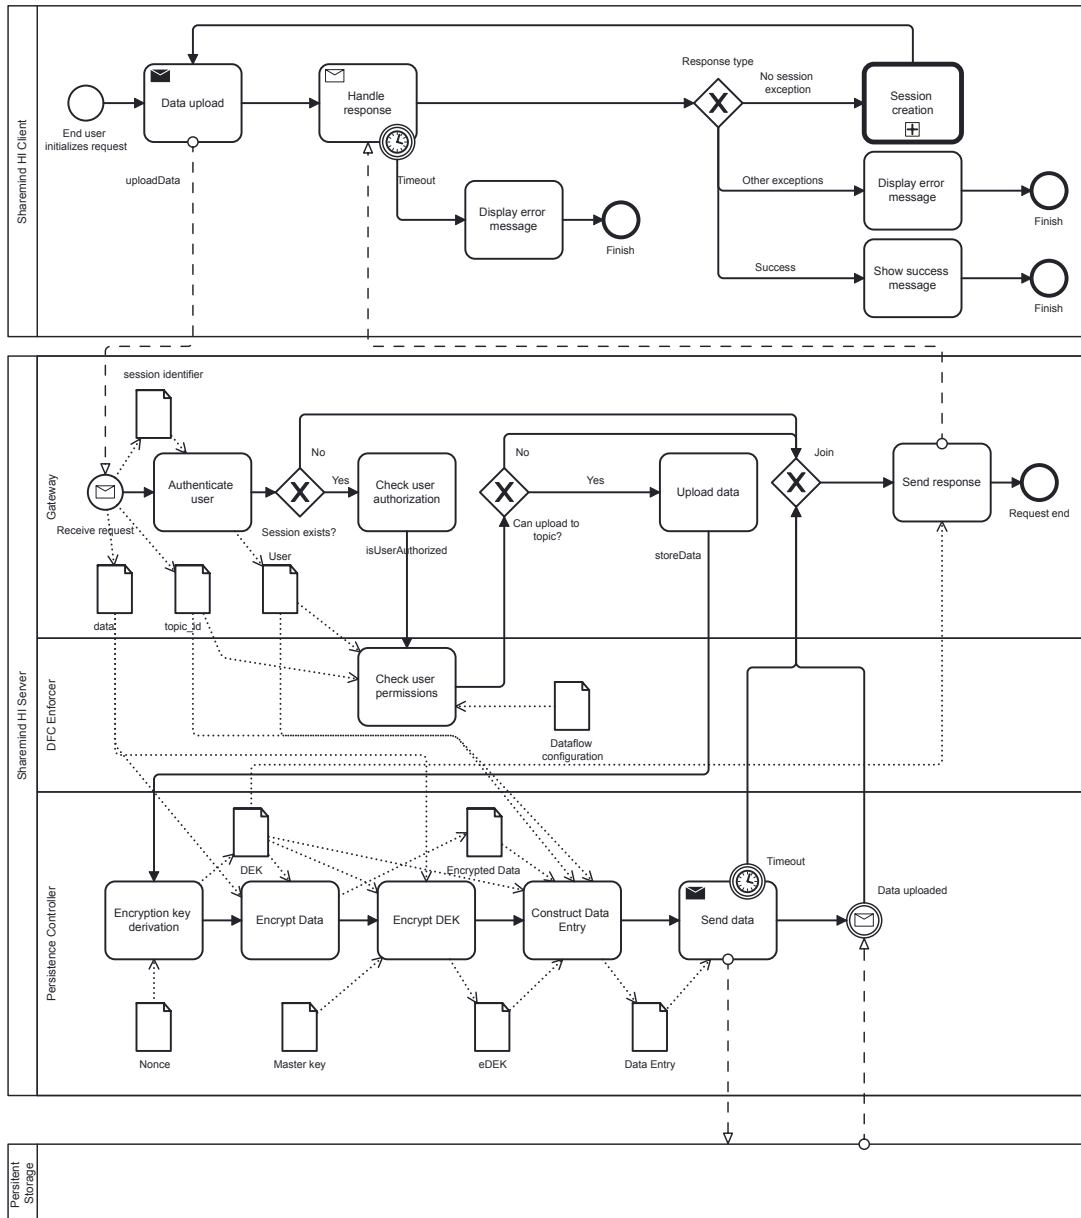 Sharemind HI Client
End user
initializes request
Data upload
uploadData
Handle
response
Timeout
Display error
message
Finish
Response type
No session
exception
Session
creation
Other exceptions
Display error
message
Finish
Success
Show success
message
Finish
Sharemind HI Server
Gateway
session identifier
Receive request
Authenticate
user
No
Yes
Session exists?
Check user
authorization
isUserAuthorized
No
Yes
Can upload to
topic?
Upload data
storeData
Join
Send response
Request end
data
topic_id
User
DFC Enforcer
Check user
permissions
Dataflow
configuration
Persistence Controller
DEK
Encrypted Data
Timeout
Data uploaded
Encryption key
derivation
Encrypt Data
Encrypt DEK
Construct Data
Entry
Send data
Nonce
Master key
eDEK
Data Entry
Persitent
Storage